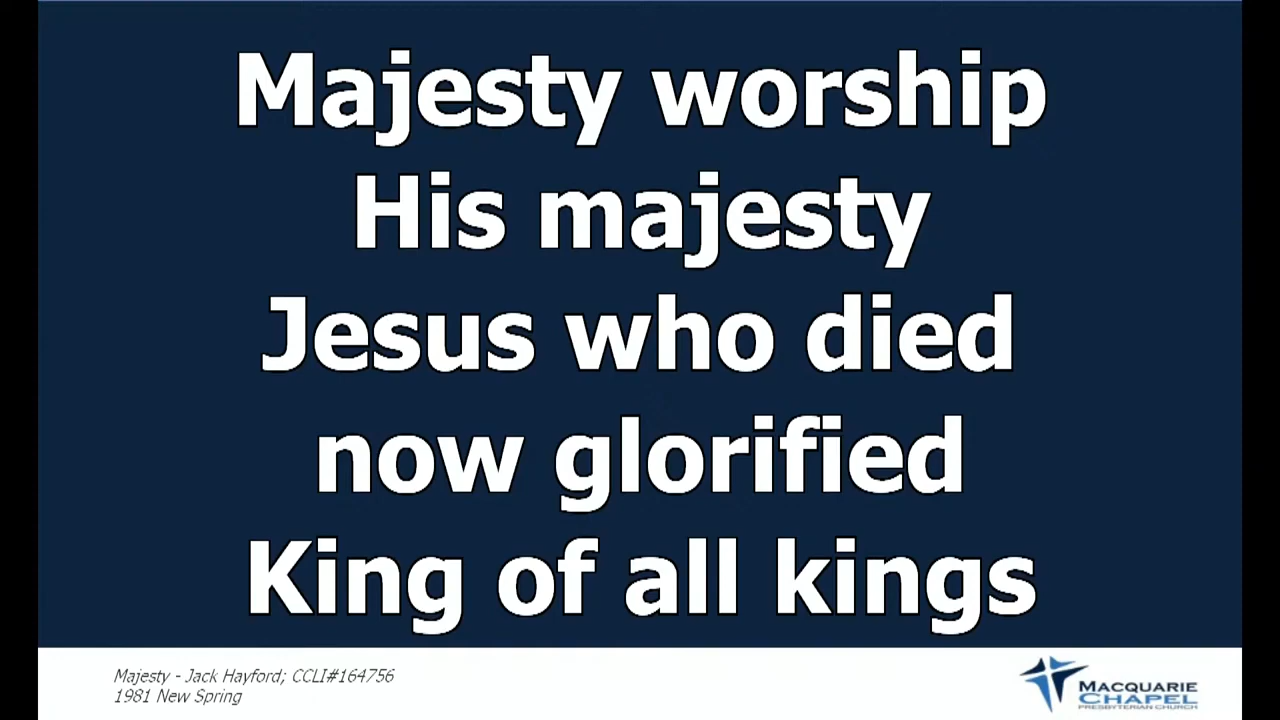 Majesty worship
His majesty
Jesus who died
now glorified
King of all kings
Majesty - Jack Hayford; CCLI#164756
1981 New Spring
MACQUARIE
CHAPEL
PRESBYTERIAN CHURCH